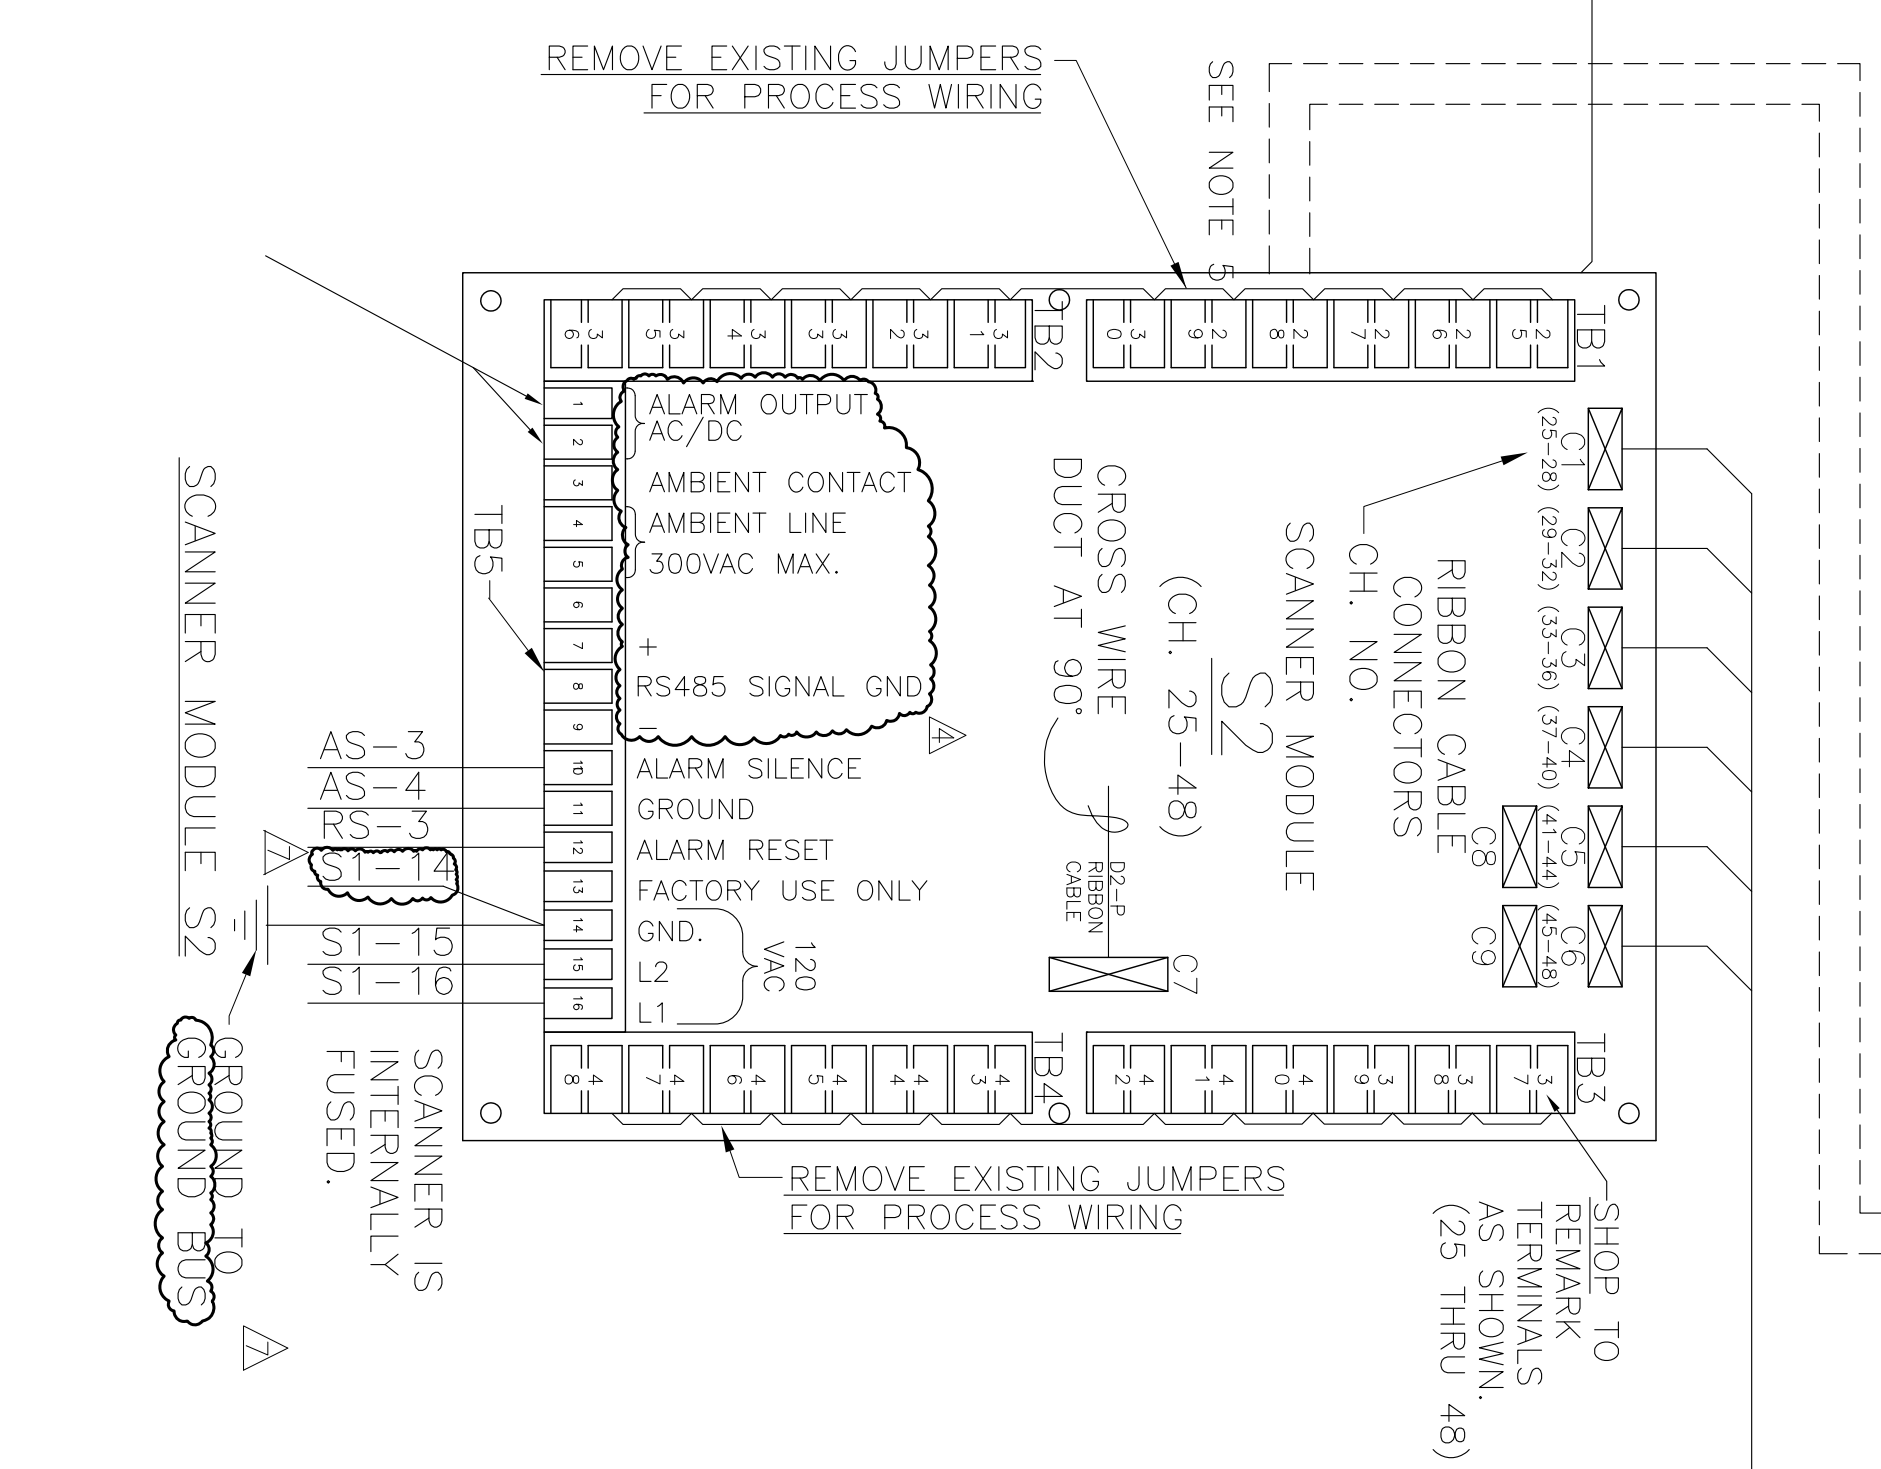 REMOVE EXISTING JUMPERS
FOR PROCESS WIRING
SEE NOTE 5
TB2
36
35
34
33
32
31
TB1
30
29
28
27
26
25
1
2
3
4
5
6
7
8
9
10
11
12
13
14
15
16
ALARM OUTPUT
AC/DC
AMBIENT CONTACT
AMBIENT LINE
300VAC MAX.
+
RS485 SIGNAL GND
-
ALARM SILENCE
GROUND
ALARM RESET
FACTORY USE ONLY
GND.
L2
L1
120
VAC
4
TB5
AS-3
AS-4
RS-3
S1-14
S1-15
S1-16
7
SCANNER MODULE S2
GROUND TO
GROUND BUS
7
SCANNER IS
INTERNALLY
FUSED.
CROSS WIRE
DUCT AT 90°
D2-P
RIBBON
CABLE
C7
S2
SCANNER MODULE
(CH. 25-48)
RIBBON CABLE
CONNECTORS
CH. NO.
C1
(25-28)
C2
(29-32)
C3
(33-36)
C4
(37-40)
C5
(41-44)
C6
(45-48)
C8
C9
TB4
48
47
46
45
44
43
TB3
42
41
40
39
38
37
REMOVE EXISTING JUMPERS
FOR PROCESS WIRING
SHOP TO
REMARK
TERMINALS
AS SHOWN.
(25 THRU 48)